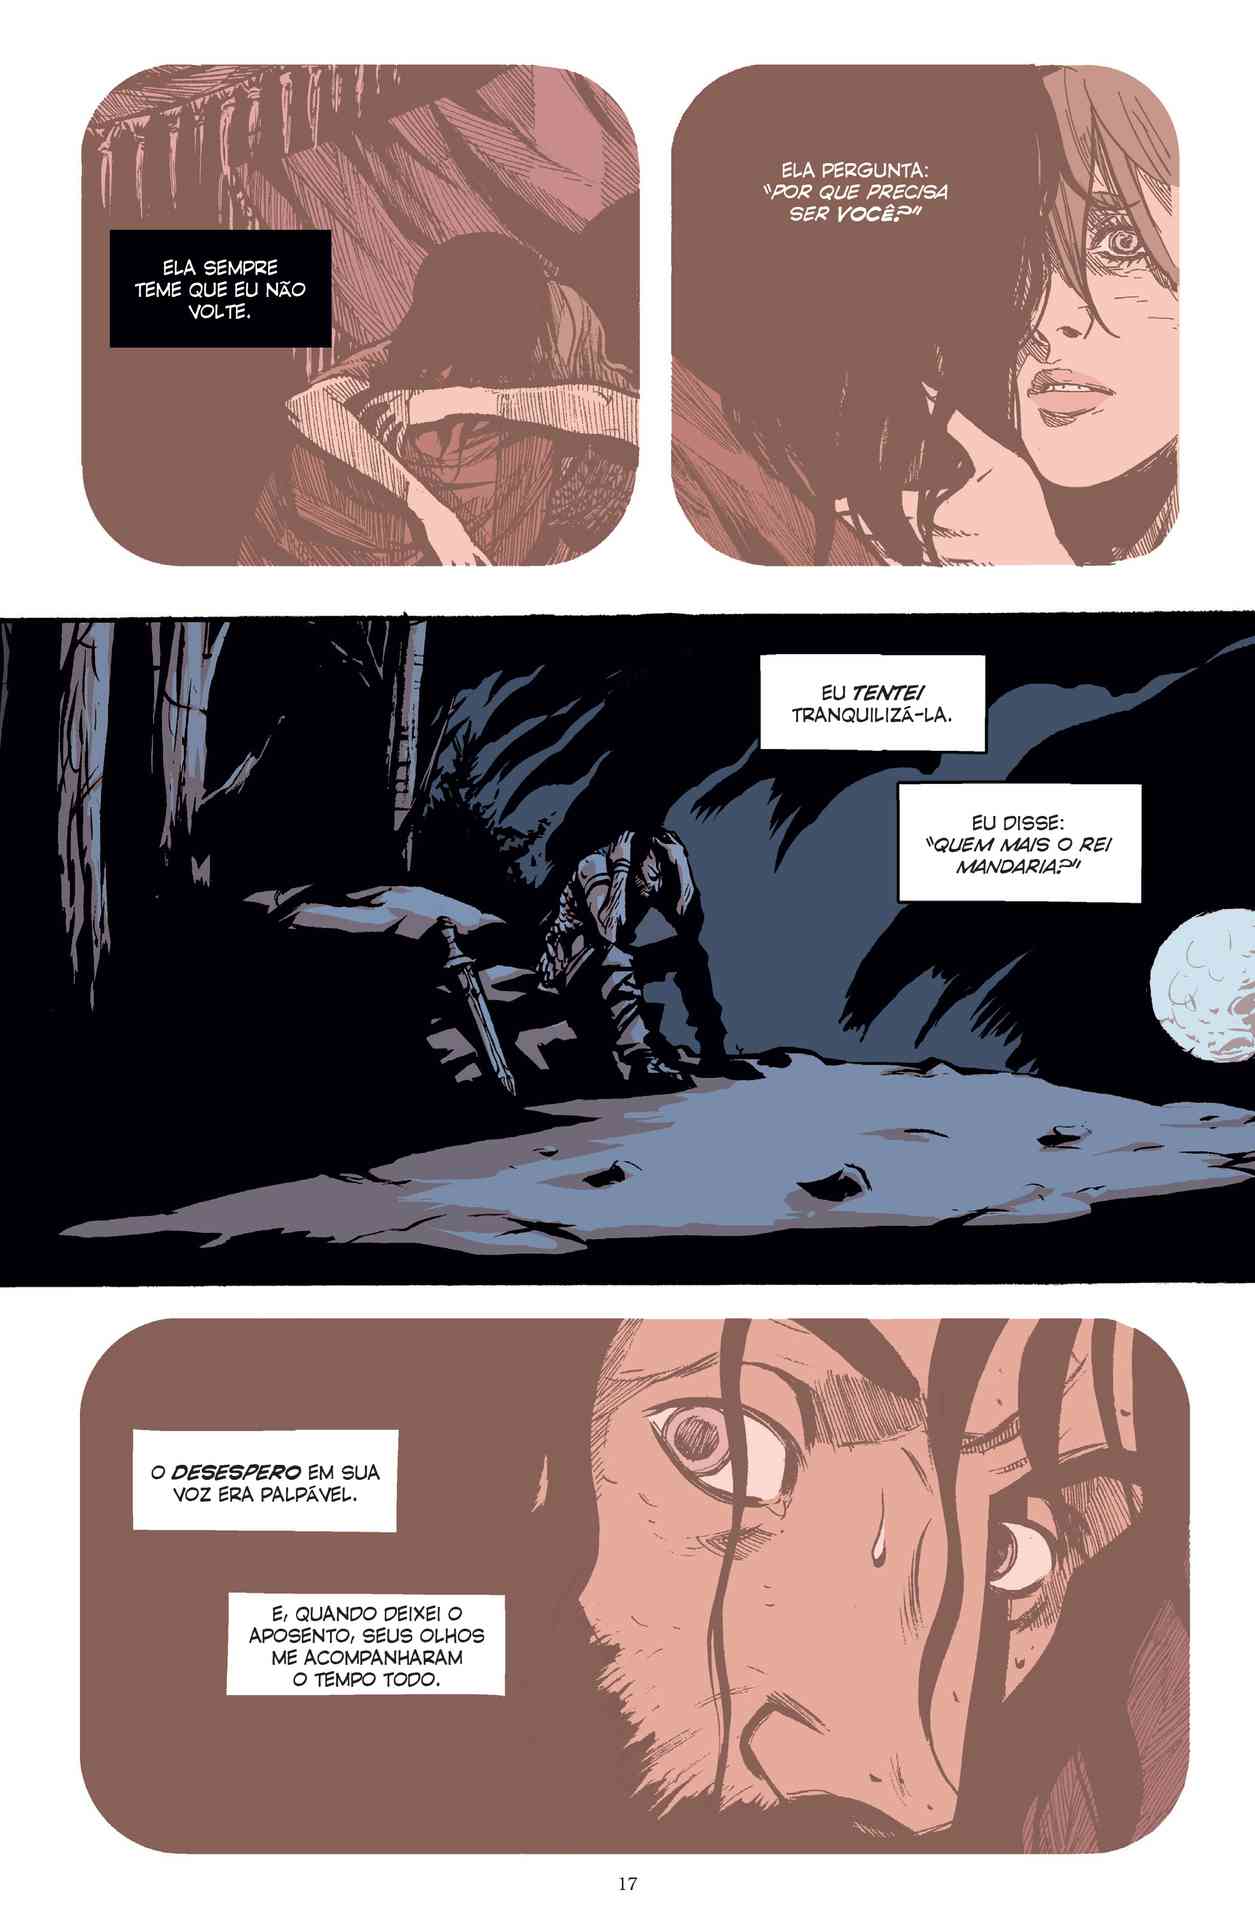 ELA SEMPRE
TEME QUE EU NÃO
VOLTE.
ELA PERGUNTA:
"POR QUE PRECISA
SER VOCÊ?"
EU TENTEI
TRANQUILIZÁ-LA.
EU DISSE:
"QUEM MAIS O REI
MANDARIA?"
O DESESPERO EM SUA
VOZ ERA PALPÁVEL.
E, QUANDO DEIXEI O
APOSENTO, SEUS OLHOS
ME ACOMPANHARAM
O TEMPO TODO.
17